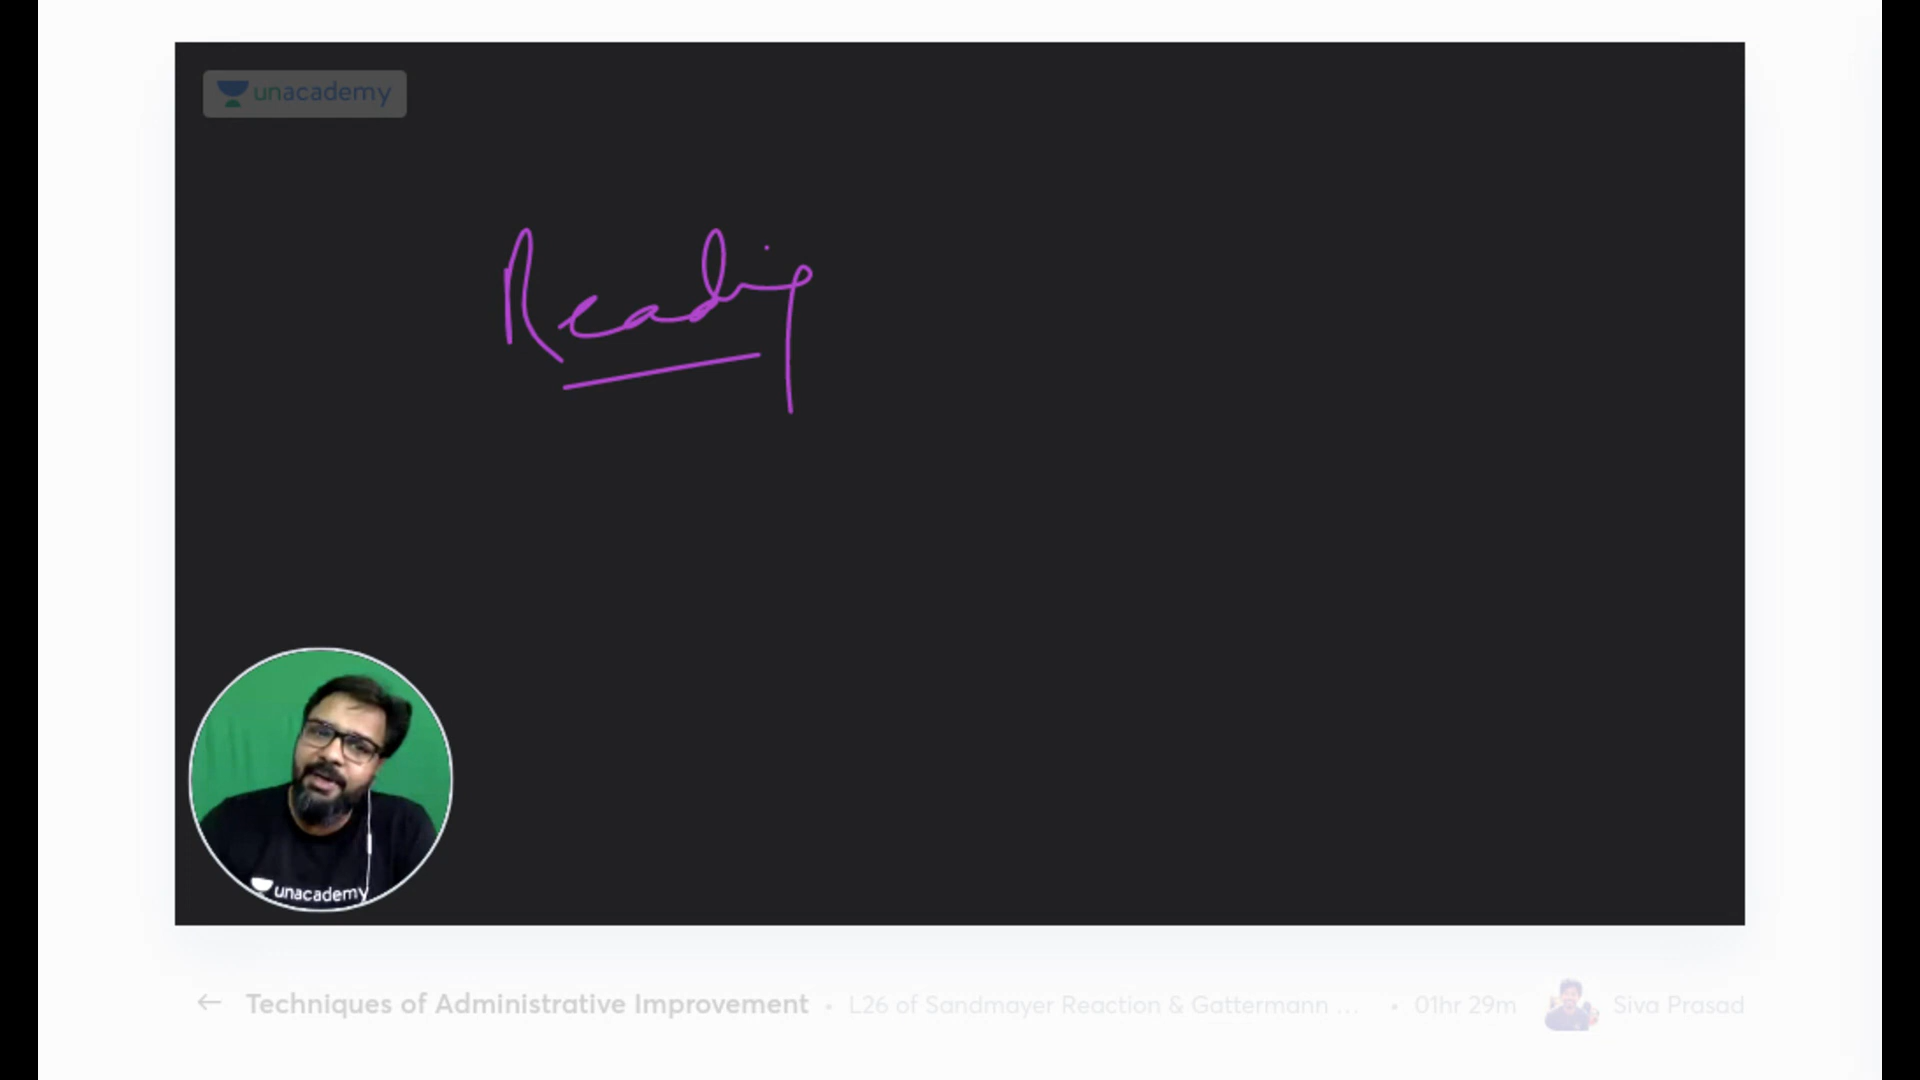 unacademy
Reading
unacademy
Techniques of Administrative Improvement • L26 of Sandmayer Reaction & Gattermann ... • 01hr 29m Siva Prasad